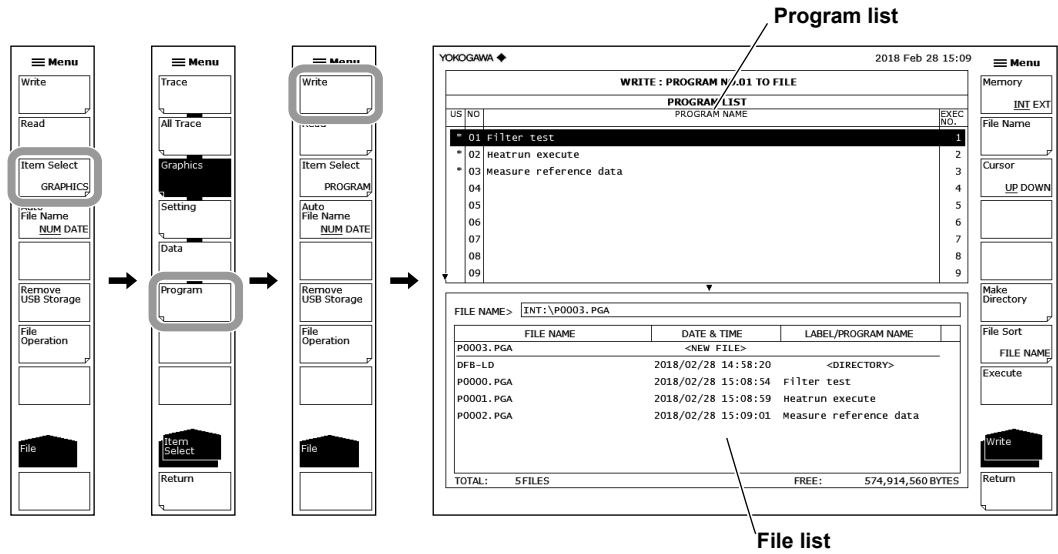 Program list
Menu
Write
Read
Item Select
GRAPHICS
Auto
File Name
NUM DATE
Remove
USB Storage
File
Operation
File
Menu
Trace
All Trace
Graphics
Setting
Data
Program
Item
Select
Return
Menu
Write
Read
Item Select
PROGRAM
Auto
File Name
NUM DATE
Remove
USB Storage
File
Operation
File
YOKOGAWA 2018 Feb 28 15:09
WRITE : PROGRAM No.01 TO FILE
PROGRAM LIST
US NO PROGRAM NAME EXEC NO.
* 01 Filter test 1
* 02 Heatrun execute 2
* 03 Measure reference data 3
04 4
05 5
06 6
07 7
08 8
09 9
FILE NAME> INT:\P0003.PGA
FILE NAME DATE & TIME LABEL/PROGRAM NAME
P0003.PGA <NEW FILE>
DFB-LD 2018/02/28 14:58:20 <DIRECTORY>
P0000.PGA 2018/02/28 15:08:54 Filter test
P0001.PGA 2018/02/28 15:08:59 Heatrun execute
P0002.PGA 2018/02/28 15:09:01 Measure reference data
TOTAL: 5FILES FREE: 574,914,560 BYTES
Menu
Memory
INT EXT
File Name
Cursor
UP DOWN
Make
Directory
File Sort
FILE NAME
Execute
Write
Return
File list